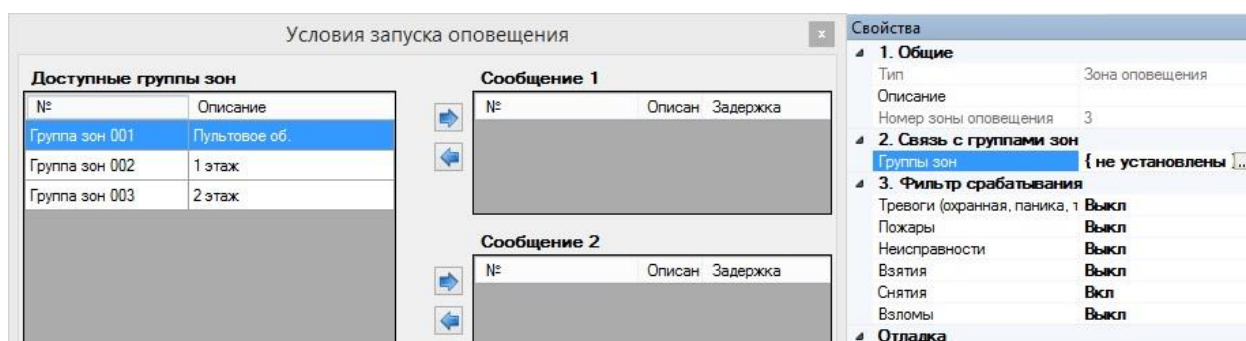 Условия запуска оповещения
x
Доступные группы зон
№ Описание
Группа зон 001 Пультовое об.
Группа зон 002 1 этаж
Группа зон 003 2 этаж
Сообщение 1
№ Описан Задержка
Сообщение 2
№ Описан Задержка
Свойства
1. Общие
Тип Зона оповещения
Описание
Номер зоны оповещения 3
2. Связь с группами зон
Группы зон { не установлены } ...
3. Фильтр срабатывания
Тревоги (охранная, паника, т Выкл
Пожары Выкл
Неисправности Выкл
Взятия Выкл
Снятия Вкл
Взломы Выкл
Отладка